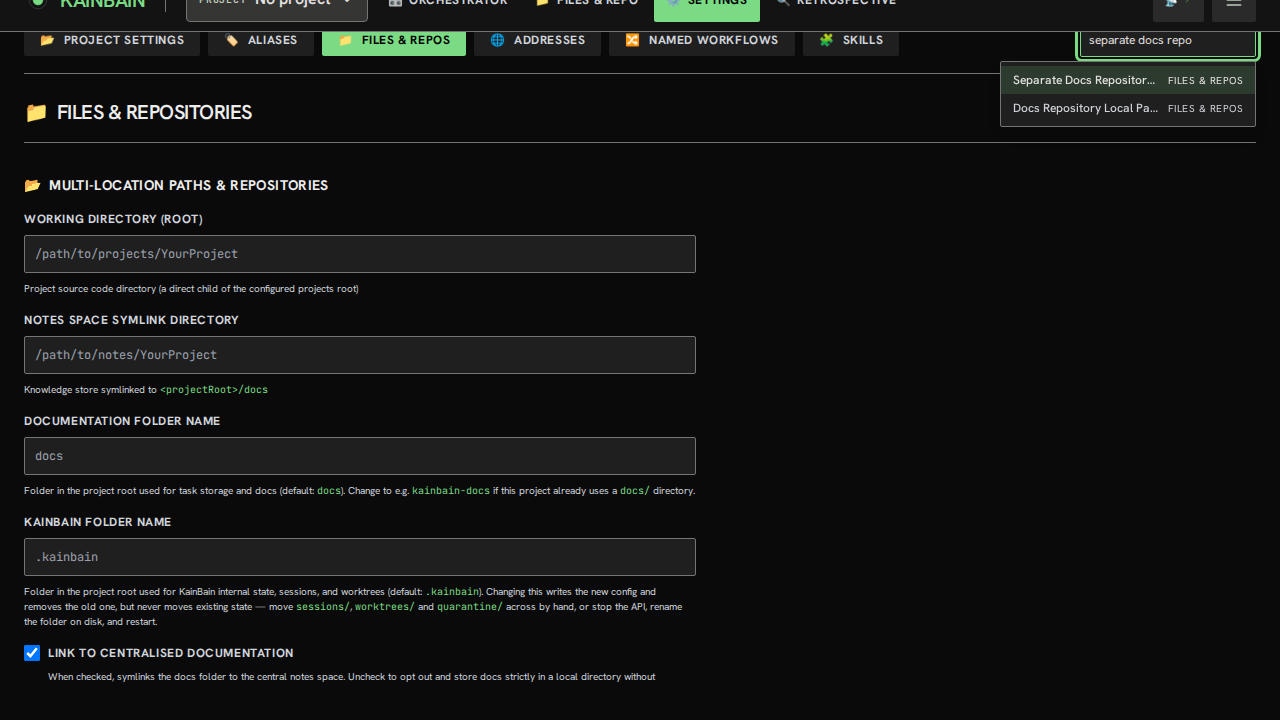 KAINBAIN
PROJECT No project
ORCHESTRATOR
FILES & REPO
SETTINGS
RETROSPECTIVE
PROJECT SETTINGS
ALIASES
FILES & REPOS
ADDRESSES
NAMED WORKFLOWS
SKILLS
separate docs repo
Separate Docs Repositor... FILES & REPOS
Docs Repository Local Pa... FILES & REPOS
FILES & REPOSITORIES
MULTI-LOCATION PATHS & REPOSITORIES
WORKING DIRECTORY (ROOT)
/path/to/projects/YourProject
Project source code directory (a direct child of the configured projects root)
NOTES SPACE SYMLINK DIRECTORY
/path/to/notes/YourProject
Knowledge store symlinked to <projectRoot>/docs
DOCUMENTATION FOLDER NAME
docs
Folder in the project root used for task storage and docs (default: docs). Change to e.g. kainbain-docs if this project already uses a docs/ directory.
KAINBAIN FOLDER NAME
.kainbain
Folder in the project root used for KainBain internal state, sessions, and worktrees (default: .kainbain). Changing this writes the new config and
removes the old one, but never moves existing state — move sessions/, worktrees/ and quarantine/ across by hand, or stop the API, rename
the folder on disk, and restart.
LINK TO CENTRALISED DOCUMENTATION
When checked, symlinks the docs folder to the central notes space. Uncheck to opt out and store docs strictly in a local directory without